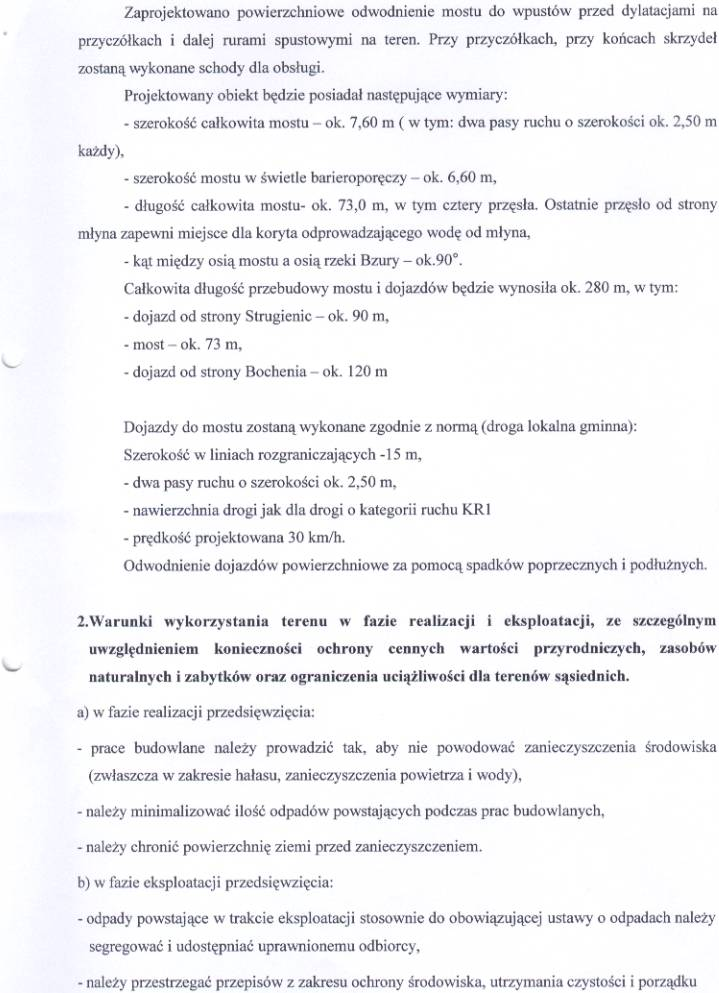 Zaprojektowano powierzchniowe odwodnienie mostu do wpustów przed dylatacjami na
przyczółkach i dalej rurami spustowymi na teren. Przy przyczółkach, przy końcach skrzydeł
zostaną wykonane schody dla obsługi.
Projektowany obiekt będzie posiadał następujące wymiary:
- szerokość całkowita mostu – ok. 7,60 m ( w tym: dwa pasy ruchu o szerokości ok. 2,50 m
każdy),
- szerokość mostu w świetle barieroporęczy – ok. 6,60 m,
- długość całkowita mostu- ok. 73,0 m, w tym cztery przęsła. Ostatnie przęsło od strony
młyna zapewni miejsce dla koryta odprowadzającego wodę od młyna,
- kąt między osią mostu a osią rzeki Bzury – ok.90°.
Całkowita długość przebudowy mostu i dojazdów będzie wynosiła ok. 280 m, w tym:
- dojazd od strony Strugienic – ok. 90 m,
- most – ok. 73 m,
- dojazd od strony Bochenia – ok. 120 m
Dojazdy do mostu zostaną wykonane zgodnie z normą (droga lokalna gminna):
Szerokość w liniach rozgraniczających -15 m,
- dwa pasy ruchu o szerokości ok. 2,50 m,
- nawierzchnia drogi jak dla drogi o kategorii ruchu KR1
- prędkość projektowana 30 km/h.
Odwodnienie dojazdów powierzchniowe za pomocą spadków poprzecznych i podłużnych.
2.Warunki wykorzystania terenu w fazie realizacji i eksploatacji, ze szczególnym
uwzględnieniem konieczności ochrony cennych wartości przyrodniczych, zasobów
naturalnych i zabytków oraz ograniczenia uciążliwości dla terenów sąsiednich.
a) w fazie realizacji przedsięwzięcia:
- prace budowlane należy prowadzić tak, aby nie powodować zanieczyszczenia środowiska
(zwłaszcza w zakresie hałasu, zanieczyszczenia powietrza i wody),
- należy minimalizować ilość odpadów powstających podczas prac budowlanych,
- należy chronić powierzchnię ziemi przed zanieczyszczeniem.
b) w fazie eksploatacji przedsięwzięcia:
- odpady powstające w trakcie eksploatacji stosownie do obowiązującej ustawy o odpadach należy
segregować i udostępniać uprawnionemu odbiorcy,
- należy przestrzegać przepisów z zakresu ochrony środowiska, utrzymania czystości i porządku